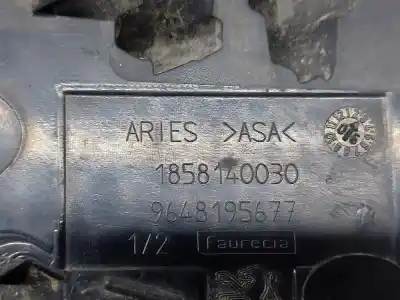 ARIES >ASA<
1858140030
9648195677
1/2 faurecia